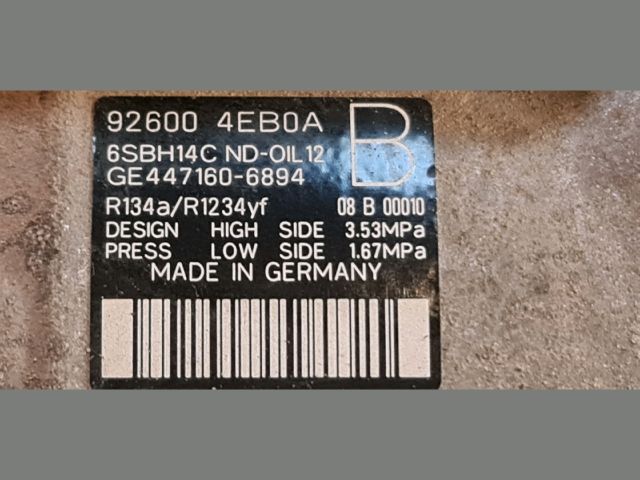 92600 4EB0A B
6SBH14C ND-OIL12
GE447160-6894
R134a/R1234yf 08 B 00010
DESIGN HIGH SIDE 3.53MPa
PRESS LOW SIDE 1.67MPa
MADE IN GERMANY